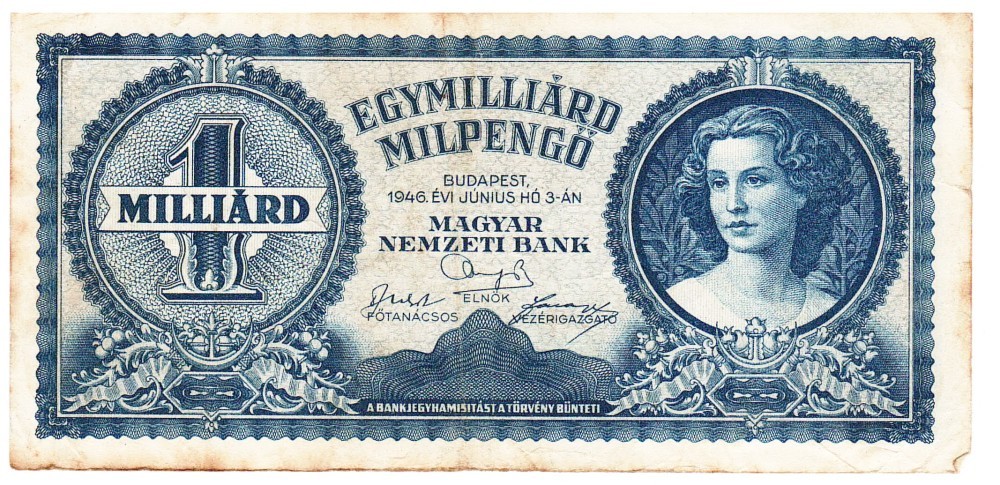 1
MILLIÁRD
EGYMILLIÁRD
MILPENGŐ
BUDAPEST,
1946. ÉVI JÚNIUS HÓ 3-ÁN
MAGYAR
NEMZETI BANK
ELNÖK
FŐTANÁCSOS
VEZÉRIGAZGATÓ
A BANKJEGYHAMISITÁST A TÖRVÉNY BÜNTETI